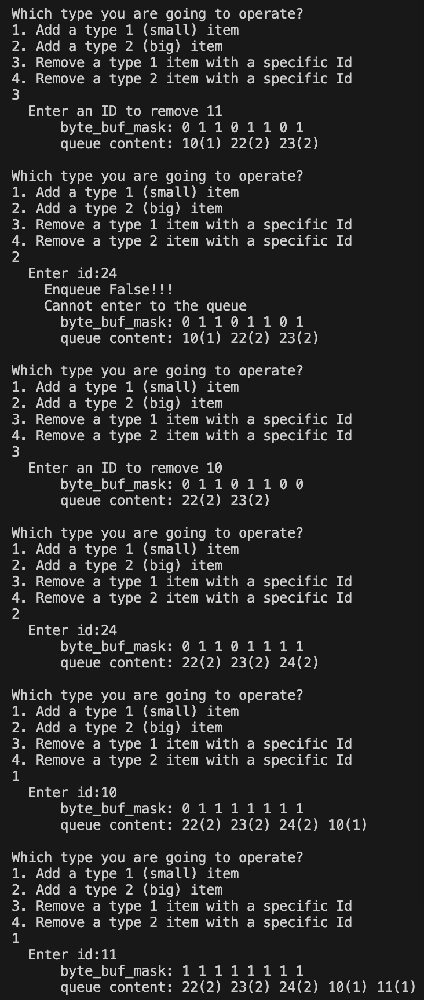 Which type you are going to operate?
1. Add a type 1 (small) item
2. Add a type 2 (big) item
3. Remove a type 1 item with a specific Id
4. Remove a type 2 item with a specific Id
3
Enter an ID to remove 11
byte_buf_mask: 0 1 1 0 1 1 0 1
queue content: 10(1) 22(2) 23(2)
Which type you are going to operate?
1. Add a type 1 (small) item
2. Add a type 2 (big) item
3. Remove a type 1 item with a specific Id
4. Remove a type 2 item with a specific Id
2
Enter id:24
Enqueue False!!!
Cannot enter to the queue
byte_buf_mask: 0 1 1 0 1 1 0 1
queue content: 10(1) 22(2) 23(2)
Which type you are going to operate?
1. Add a type 1 (small) item
2. Add a type 2 (big) item
3. Remove a type 1 item with a specific Id
4. Remove a type 2 item with a specific Id
3
Enter an ID to remove 10
byte_buf_mask: 0 1 1 0 1 1 0 0
queue content: 22(2) 23(2)
Which type you are going to operate?
1. Add a type 1 (small) item
2. Add a type 2 (big) item
3. Remove a type 1 item with a specific Id
4. Remove a type 2 item with a specific Id
2
Enter id:24
byte_buf_mask: 0 1 1 0 1 1 1 1
queue content: 22(2) 23(2) 24(2)
Which type you are going to operate?
1. Add a type 1 (small) item
2. Add a type 2 (big) item
3. Remove a type 1 item with a specific Id
4. Remove a type 2 item with a specific Id
1
Enter id:10
byte_buf_mask: 0 1 1 1 1 1 1 1
queue content: 22(2) 23(2) 24(2) 10(1)
Which type you are going to operate?
1. Add a type 1 (small) item
2. Add a type 2 (big) item
3. Remove a type 1 item with a specific Id
4. Remove a type 2 item with a specific Id
1
Enter id:11
byte_buf_mask: 1 1 1 1 1 1 1 1
queue content: 22(2) 23(2) 24(2) 10(1) 11(1)